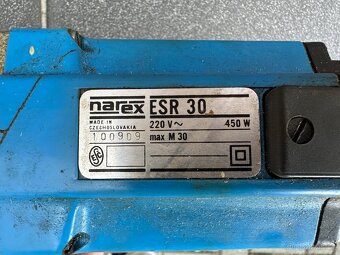 narex ESR 30
MADE IN
CZECHOSLOVAKIA
220 V~ 450 W
100909 max M 30